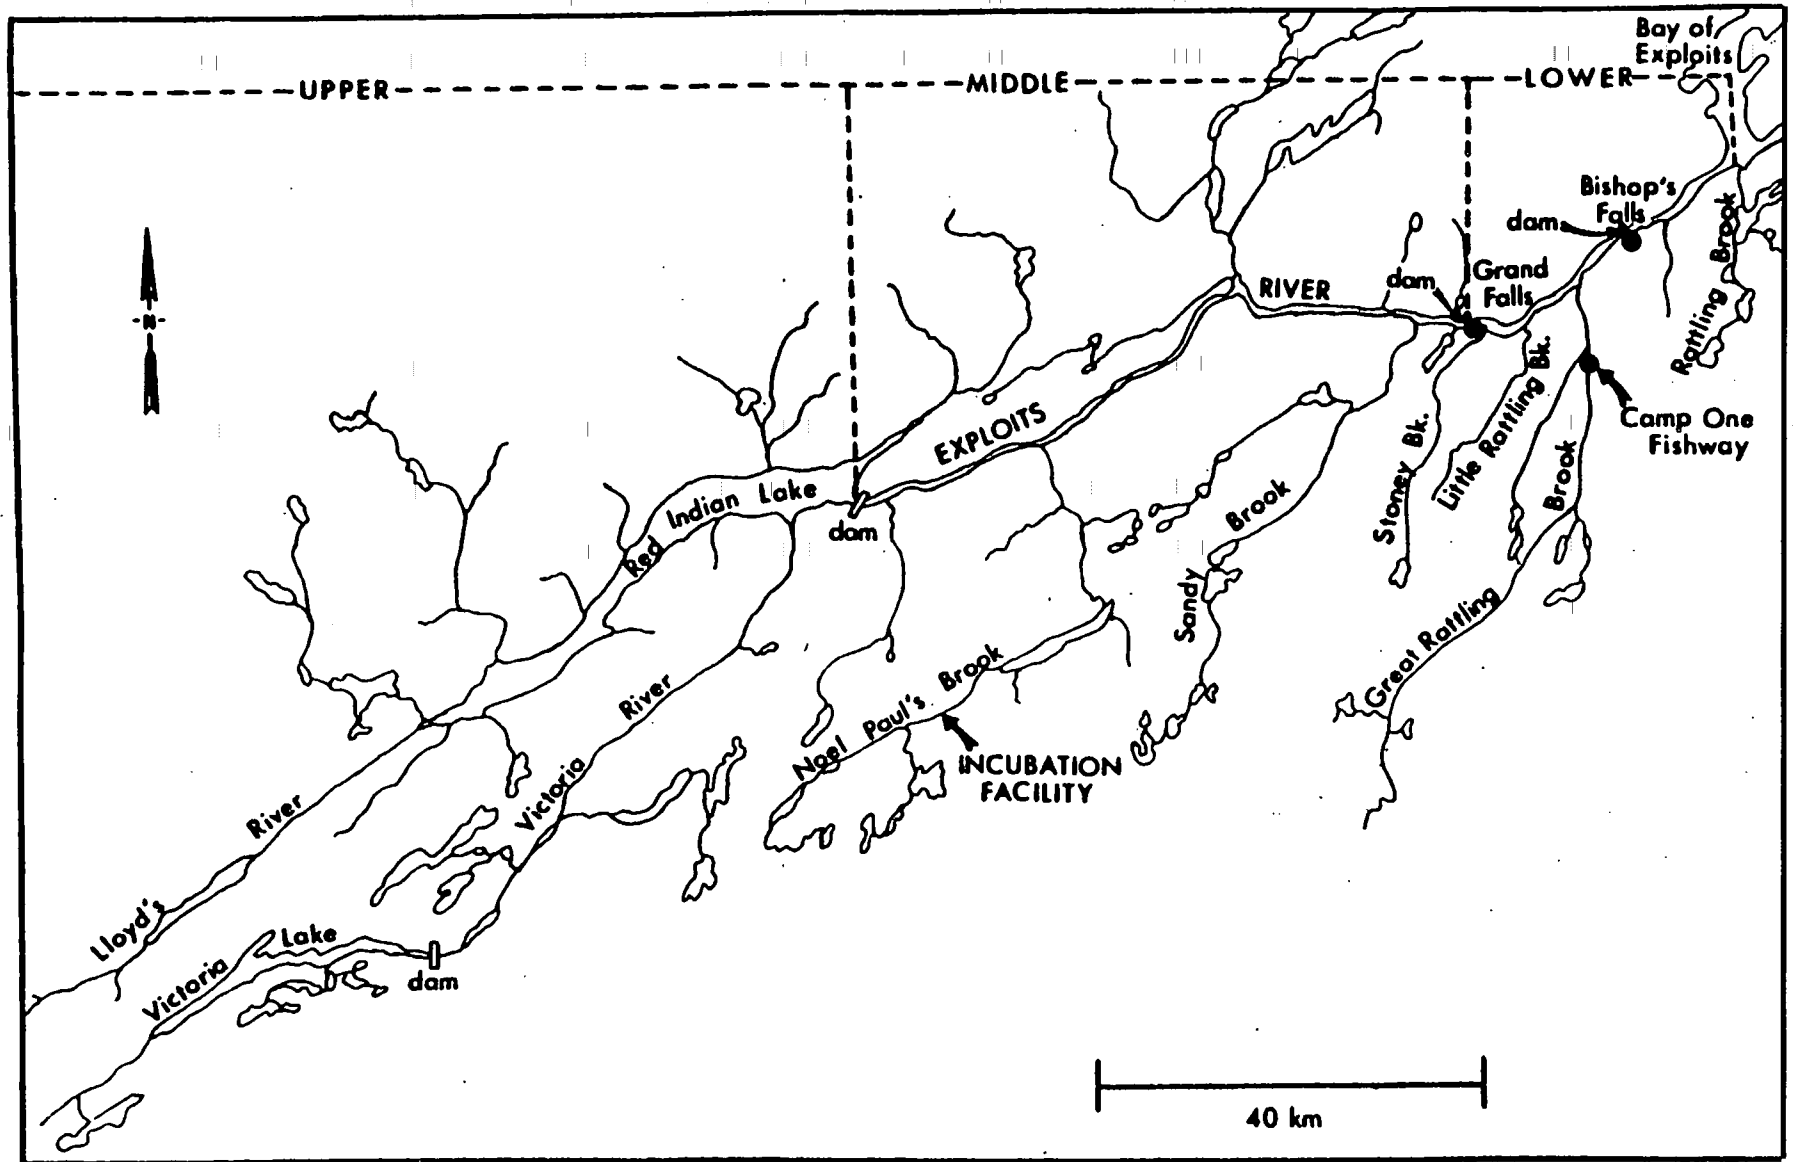 Bay of
Exploits
UPPER
MIDDLE
LOWER
Bishop's
Falls
dam
Rattling Brook
Grand
Falls
dam
RIVER
N
EXPLOITS
Camp One
Fishway
Little Rattling Bk.
Stoney Bk.
Great Rattling Brook
Sandy Brook
Red Indian Lake
dam
Noel Paul's Brook
INCUBATION
FACILITY
Victoria River
Lloyd's River
Victoria Lake
dam
40 km